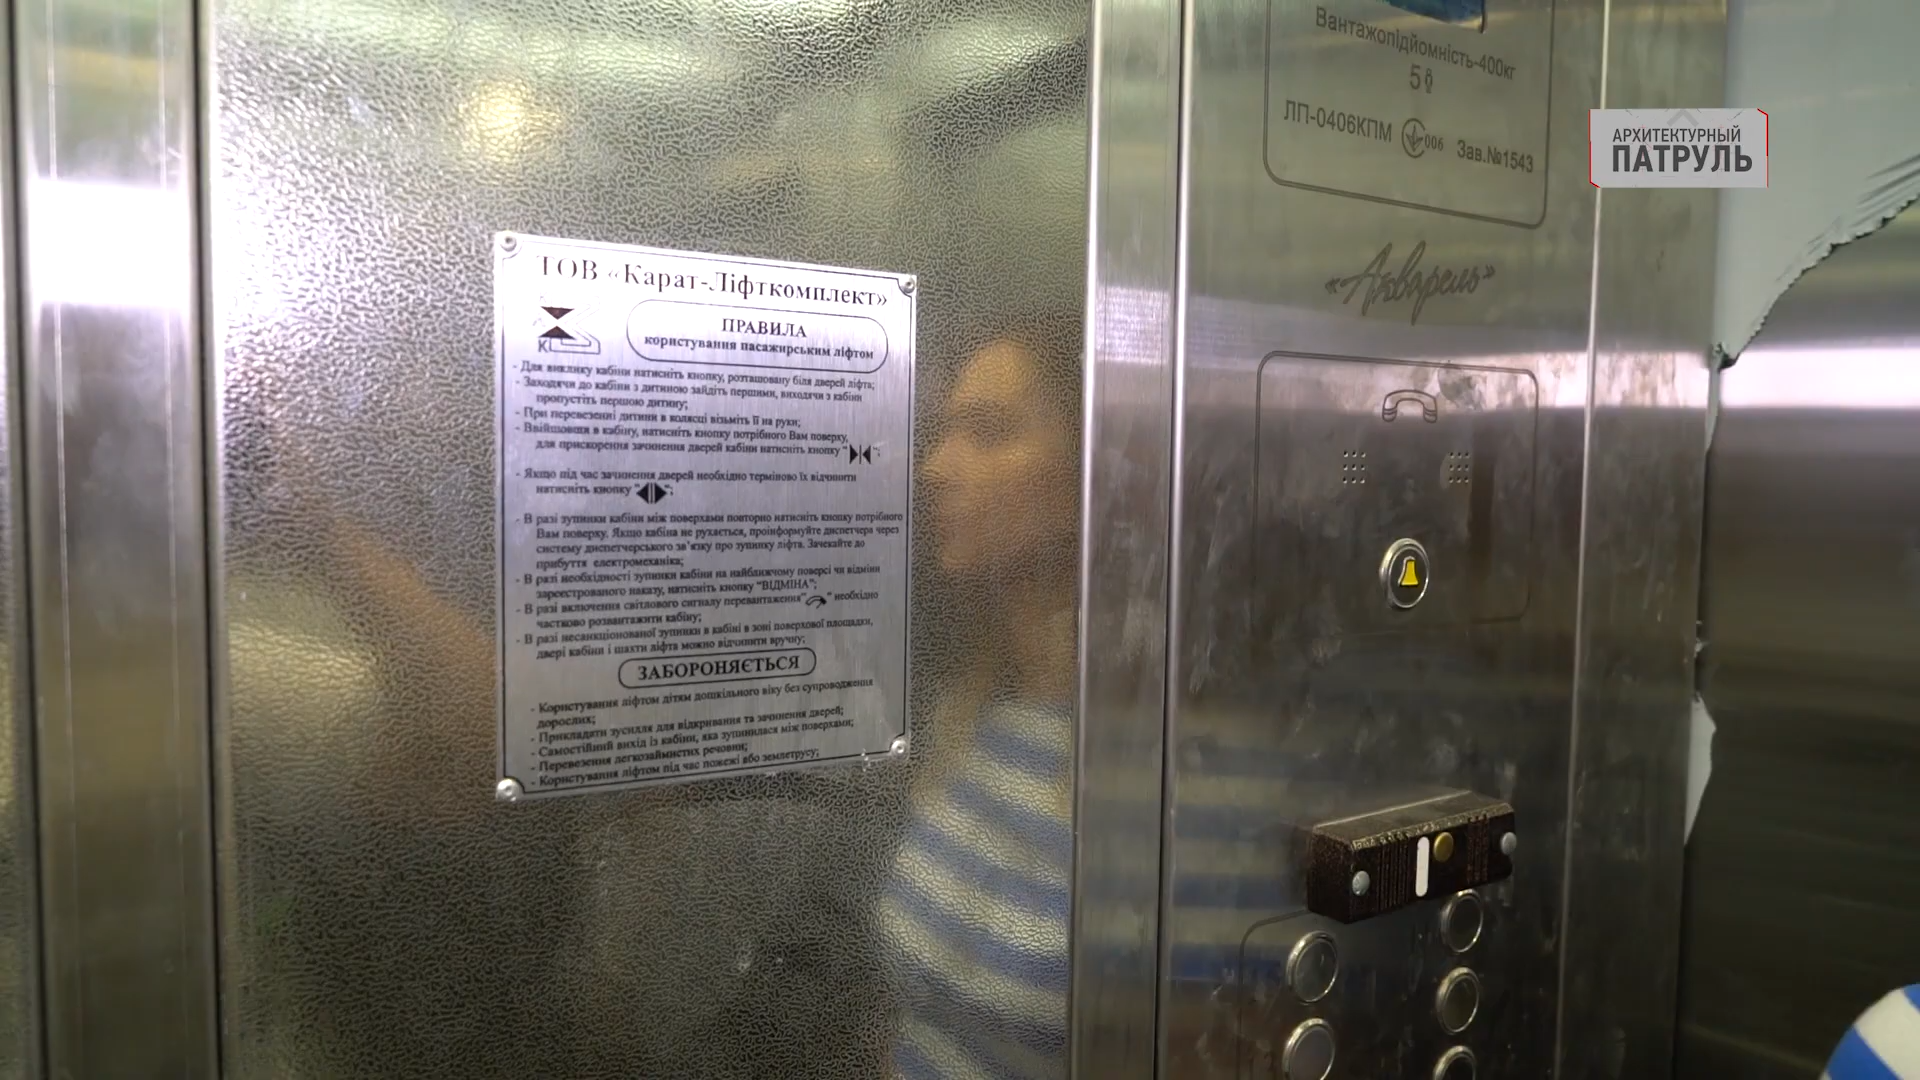 ТОВ «Карат-Ліфткомплект»
К
ПРАВИЛА
користування пасажирським ліфтом
- Для виклику кабіни натисніть кнопку, розташовану біля дверей ліфта;
- Заходячи до кабіни з дитиною зайдіть першими, виходячи з кабіни
пропустіть першою дитину;
- При перевезенні дитини в колясці візьміть її на руки;
- Ввійшовши в кабіну, натисніть кнопку потрібного Вам поверху,
для прискорення зачинення дверей кабіни натисніть кнопку " ";
- Якщо під час зачинення дверей необхідно терміново їх відчинити
натисніть кнопку " ";
- В разі зупинки кабіни між поверхами повторно натисніть кнопку потрібного
Вам поверху. Якщо кабіна не рухається, проінформуйте диспетчера через
систему диспетчерського зв'язку про зупинку ліфта. Зачекайте до
прибуття електромеханіка;
- В разі необхідності зупинки кабіни на найближчому поверсі чи відміни
зареєстрованого наказу, натисніть кнопку "ВІДМІНА";
- В разі включення світлового сигналу перевантаження" " необхідно
частково розвантажити кабіну;
- В разі несанкціонованої зупинки в кабіні в зоні поверхової площадки,
двері кабіни і шахти ліфта можно відчинити вручну;
ЗАБОРОНЯЄТЬСЯ
- Користування ліфтом дітям дошкільного віку без супроводження
дорослих;
- Прикладати зусилля для відкривання та зачинення дверей;
- Самостійний вихід із кабіни, яка зупинилася між поверхами;
- Перевезення легкозаймистих речовин;
- Користування ліфтом під час пожежі або землетрусу;
Вантажопідйомність-400кг
5
ЛП-0406КПМ 006 Зав.№1543
«Акварель»
АРХИТЕКТУРНЫЙ
ПАТРУЛЬ